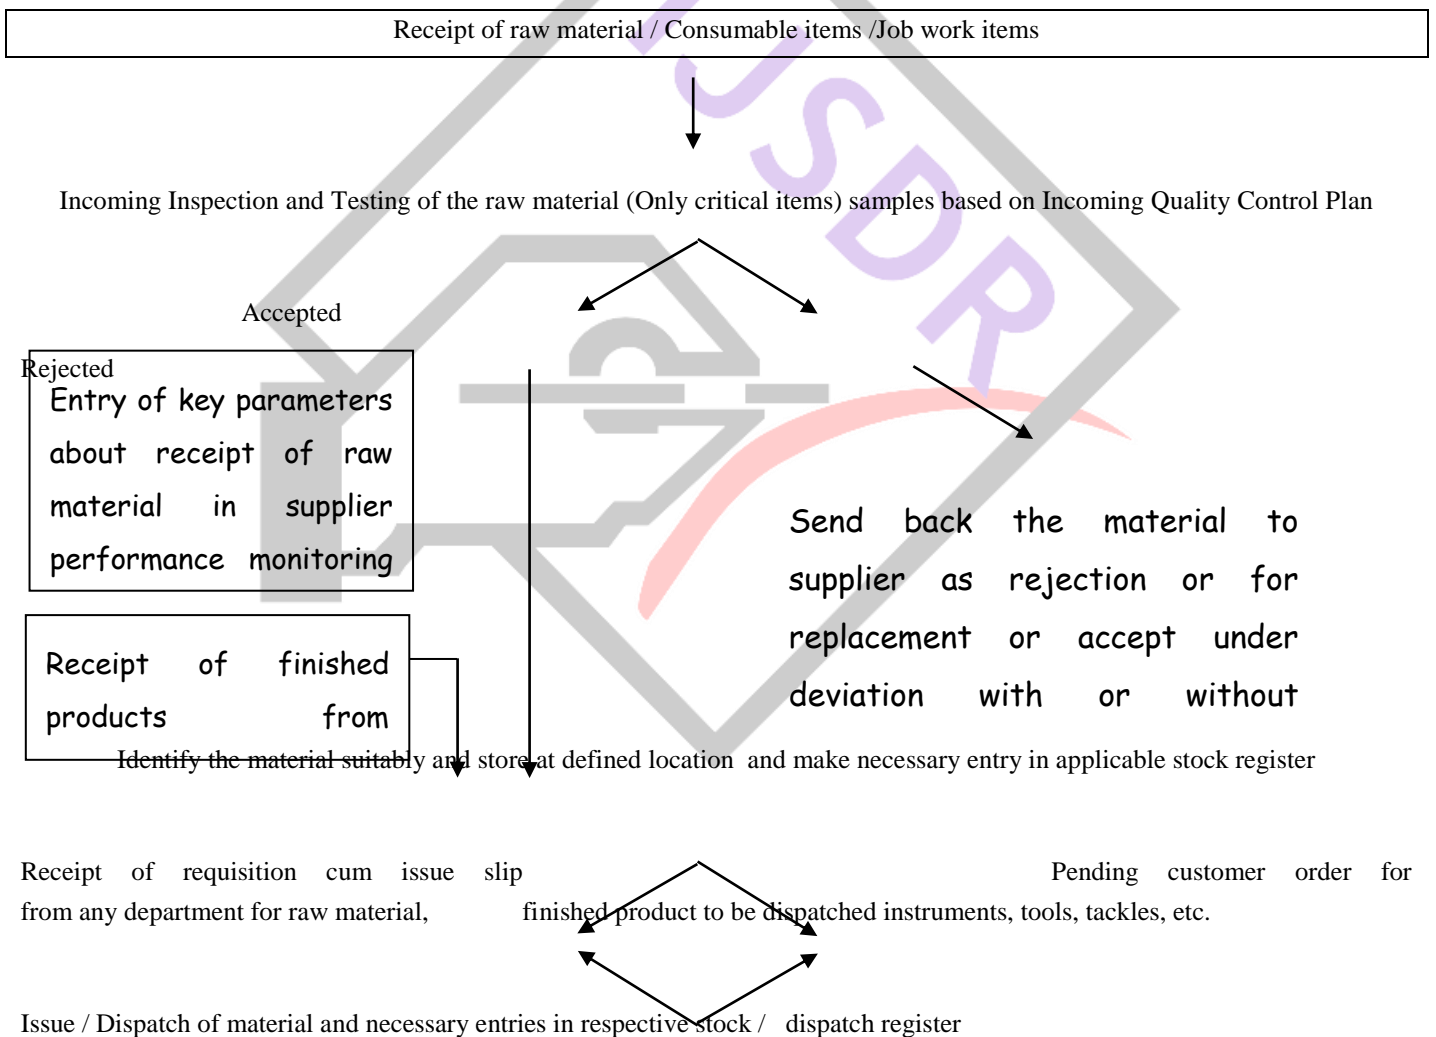 Receipt of raw material / Consumable items /Job work items
IJSDR
Incoming Inspection and Testing of the raw material (Only critical items) samples based on Incoming Quality Control Plan
Accepted
Rejected
Entry of key parameters
about receipt of raw
material in supplier
performance monitoring
Send back the material to
supplier as rejection or for
replacement or accept under
deviation with or without
Receipt of finished
products from
Identify the material suitably and store at defined location and make necessary entry in applicable stock register
Receipt of requisition cum issue slip Pending customer order for
from any department for raw material, finished product to be dispatched instruments, tools, tackles, etc.
Issue / Dispatch of material and necessary entries in respective stock / dispatch register